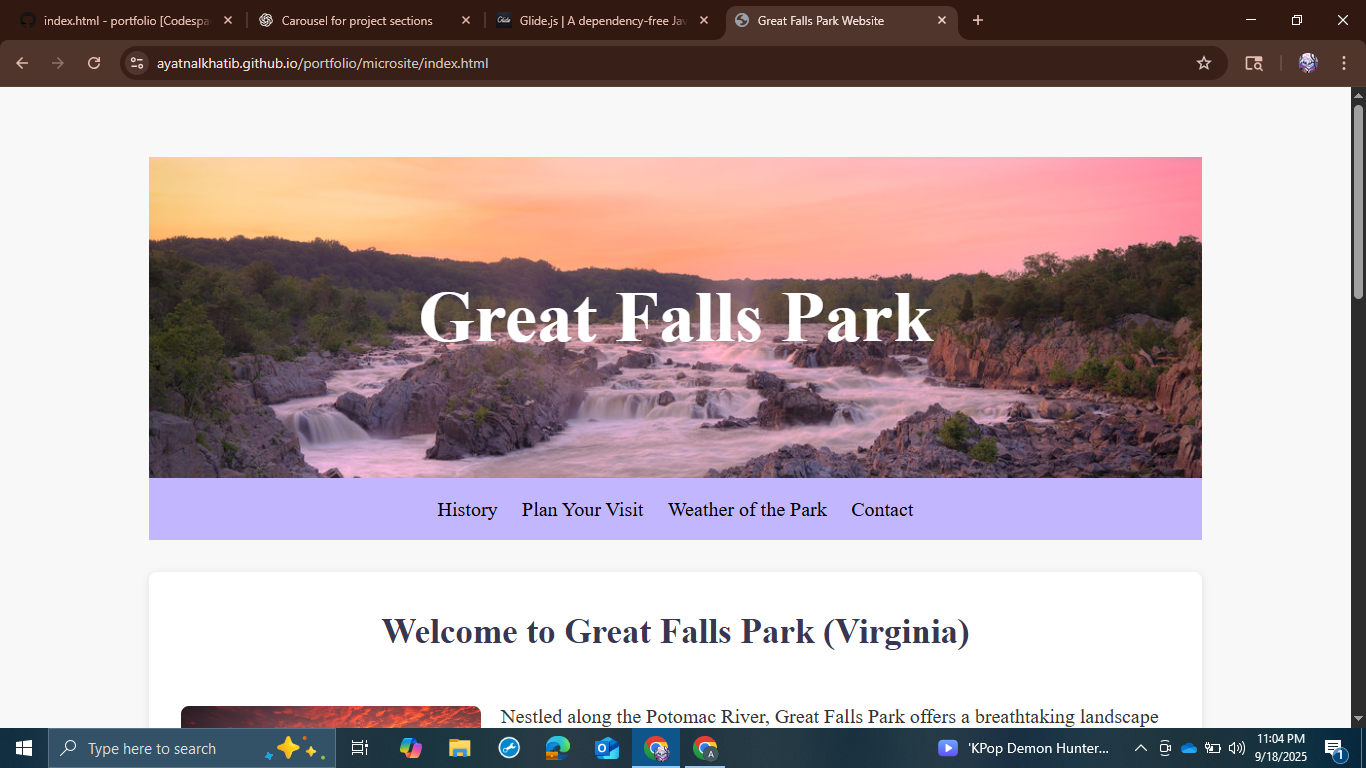 index.html - portfolio [Codespa
Carousel for project sections
Glide.js | A dependency-free Jav
Great Falls Park Website
ayatnalkhatib.github.io/portfolio/microsite/index.html
Great Falls Park
History Plan Your Visit Weather of the Park Contact
Welcome to Great Falls Park (Virginia)
Nestled along the Potomac River, Great Falls Park offers a breathtaking landscape
Type here to search
'KPop Demon Hunter...
11:04 PM
9/18/2025
1